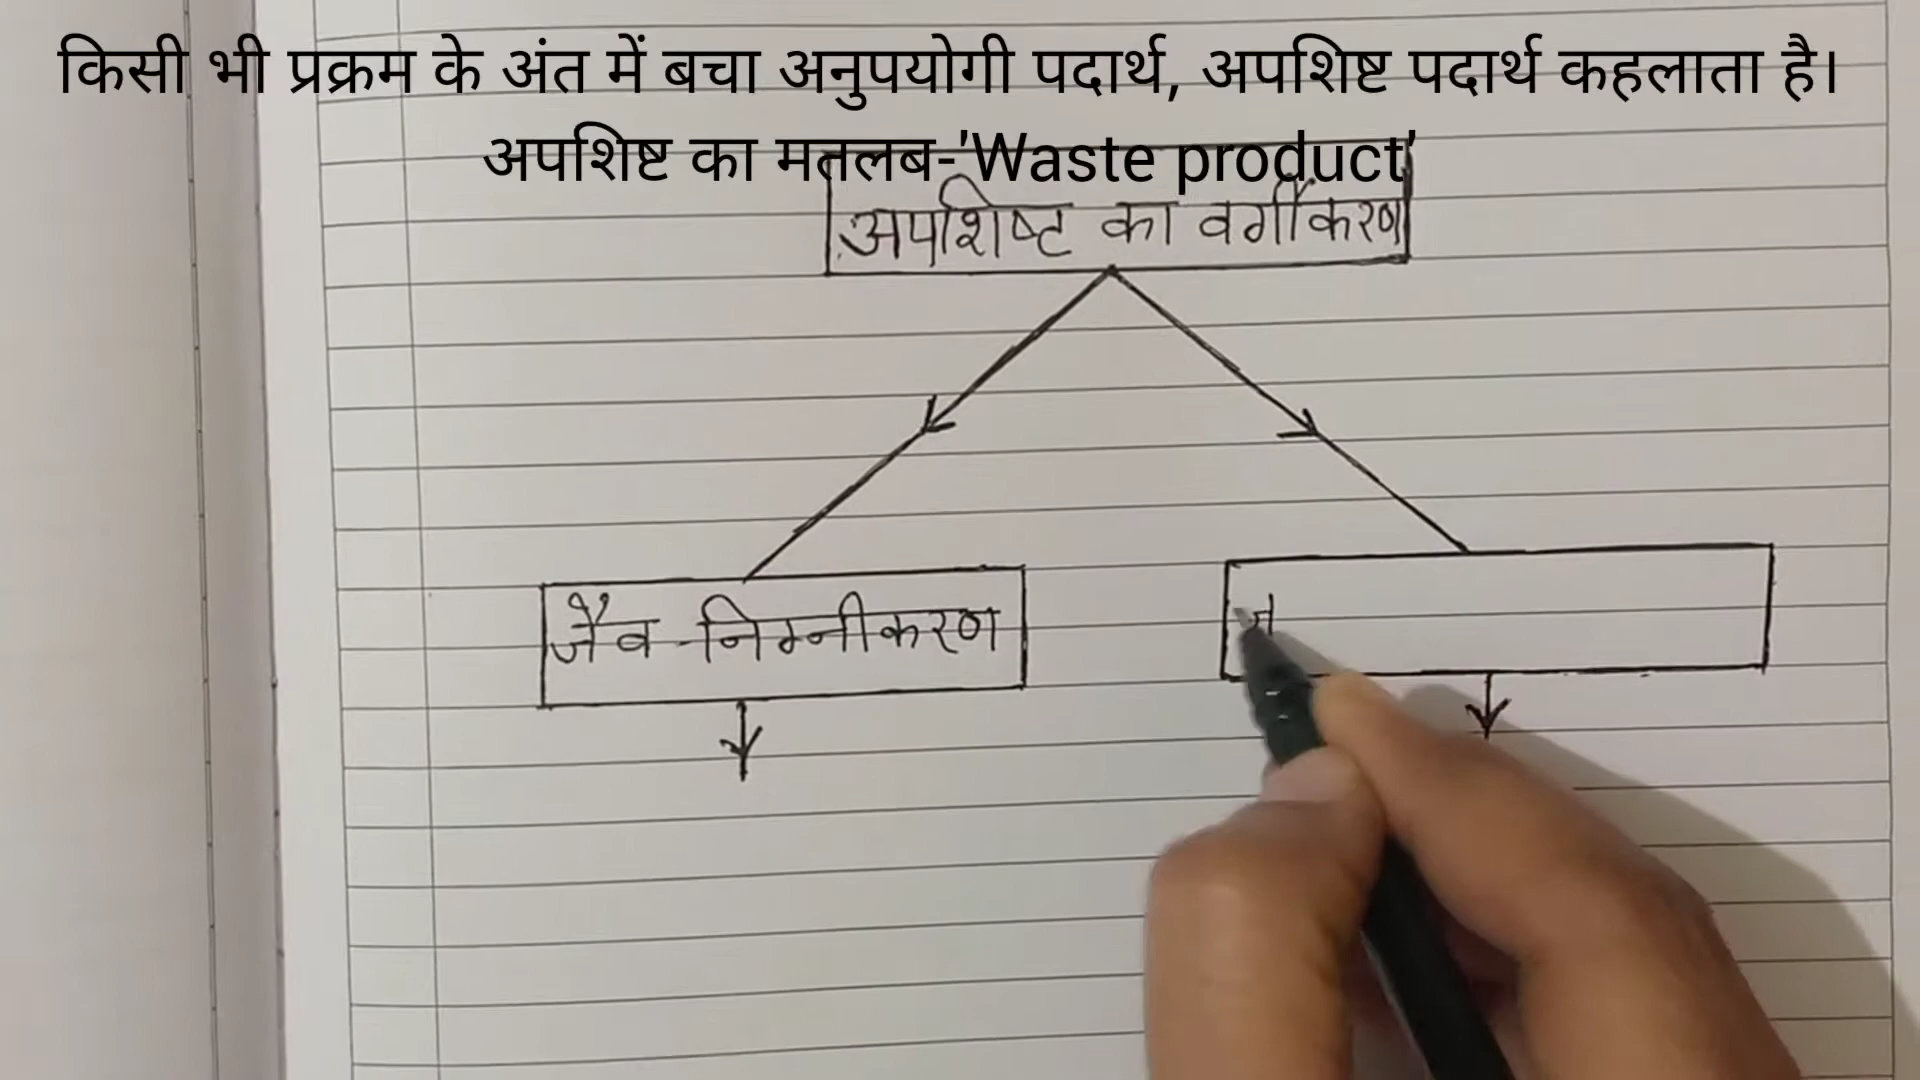 किसी भी प्रक्रम के अंत में बचा अनुपयोगी पदार्थ, अपशिष्ट पदार्थ कहलाता है।
अपशिष्ट का मतलब-'Waste product'
अपशिष्ट का वर्गीकरण
जैव-निम्नीकरण